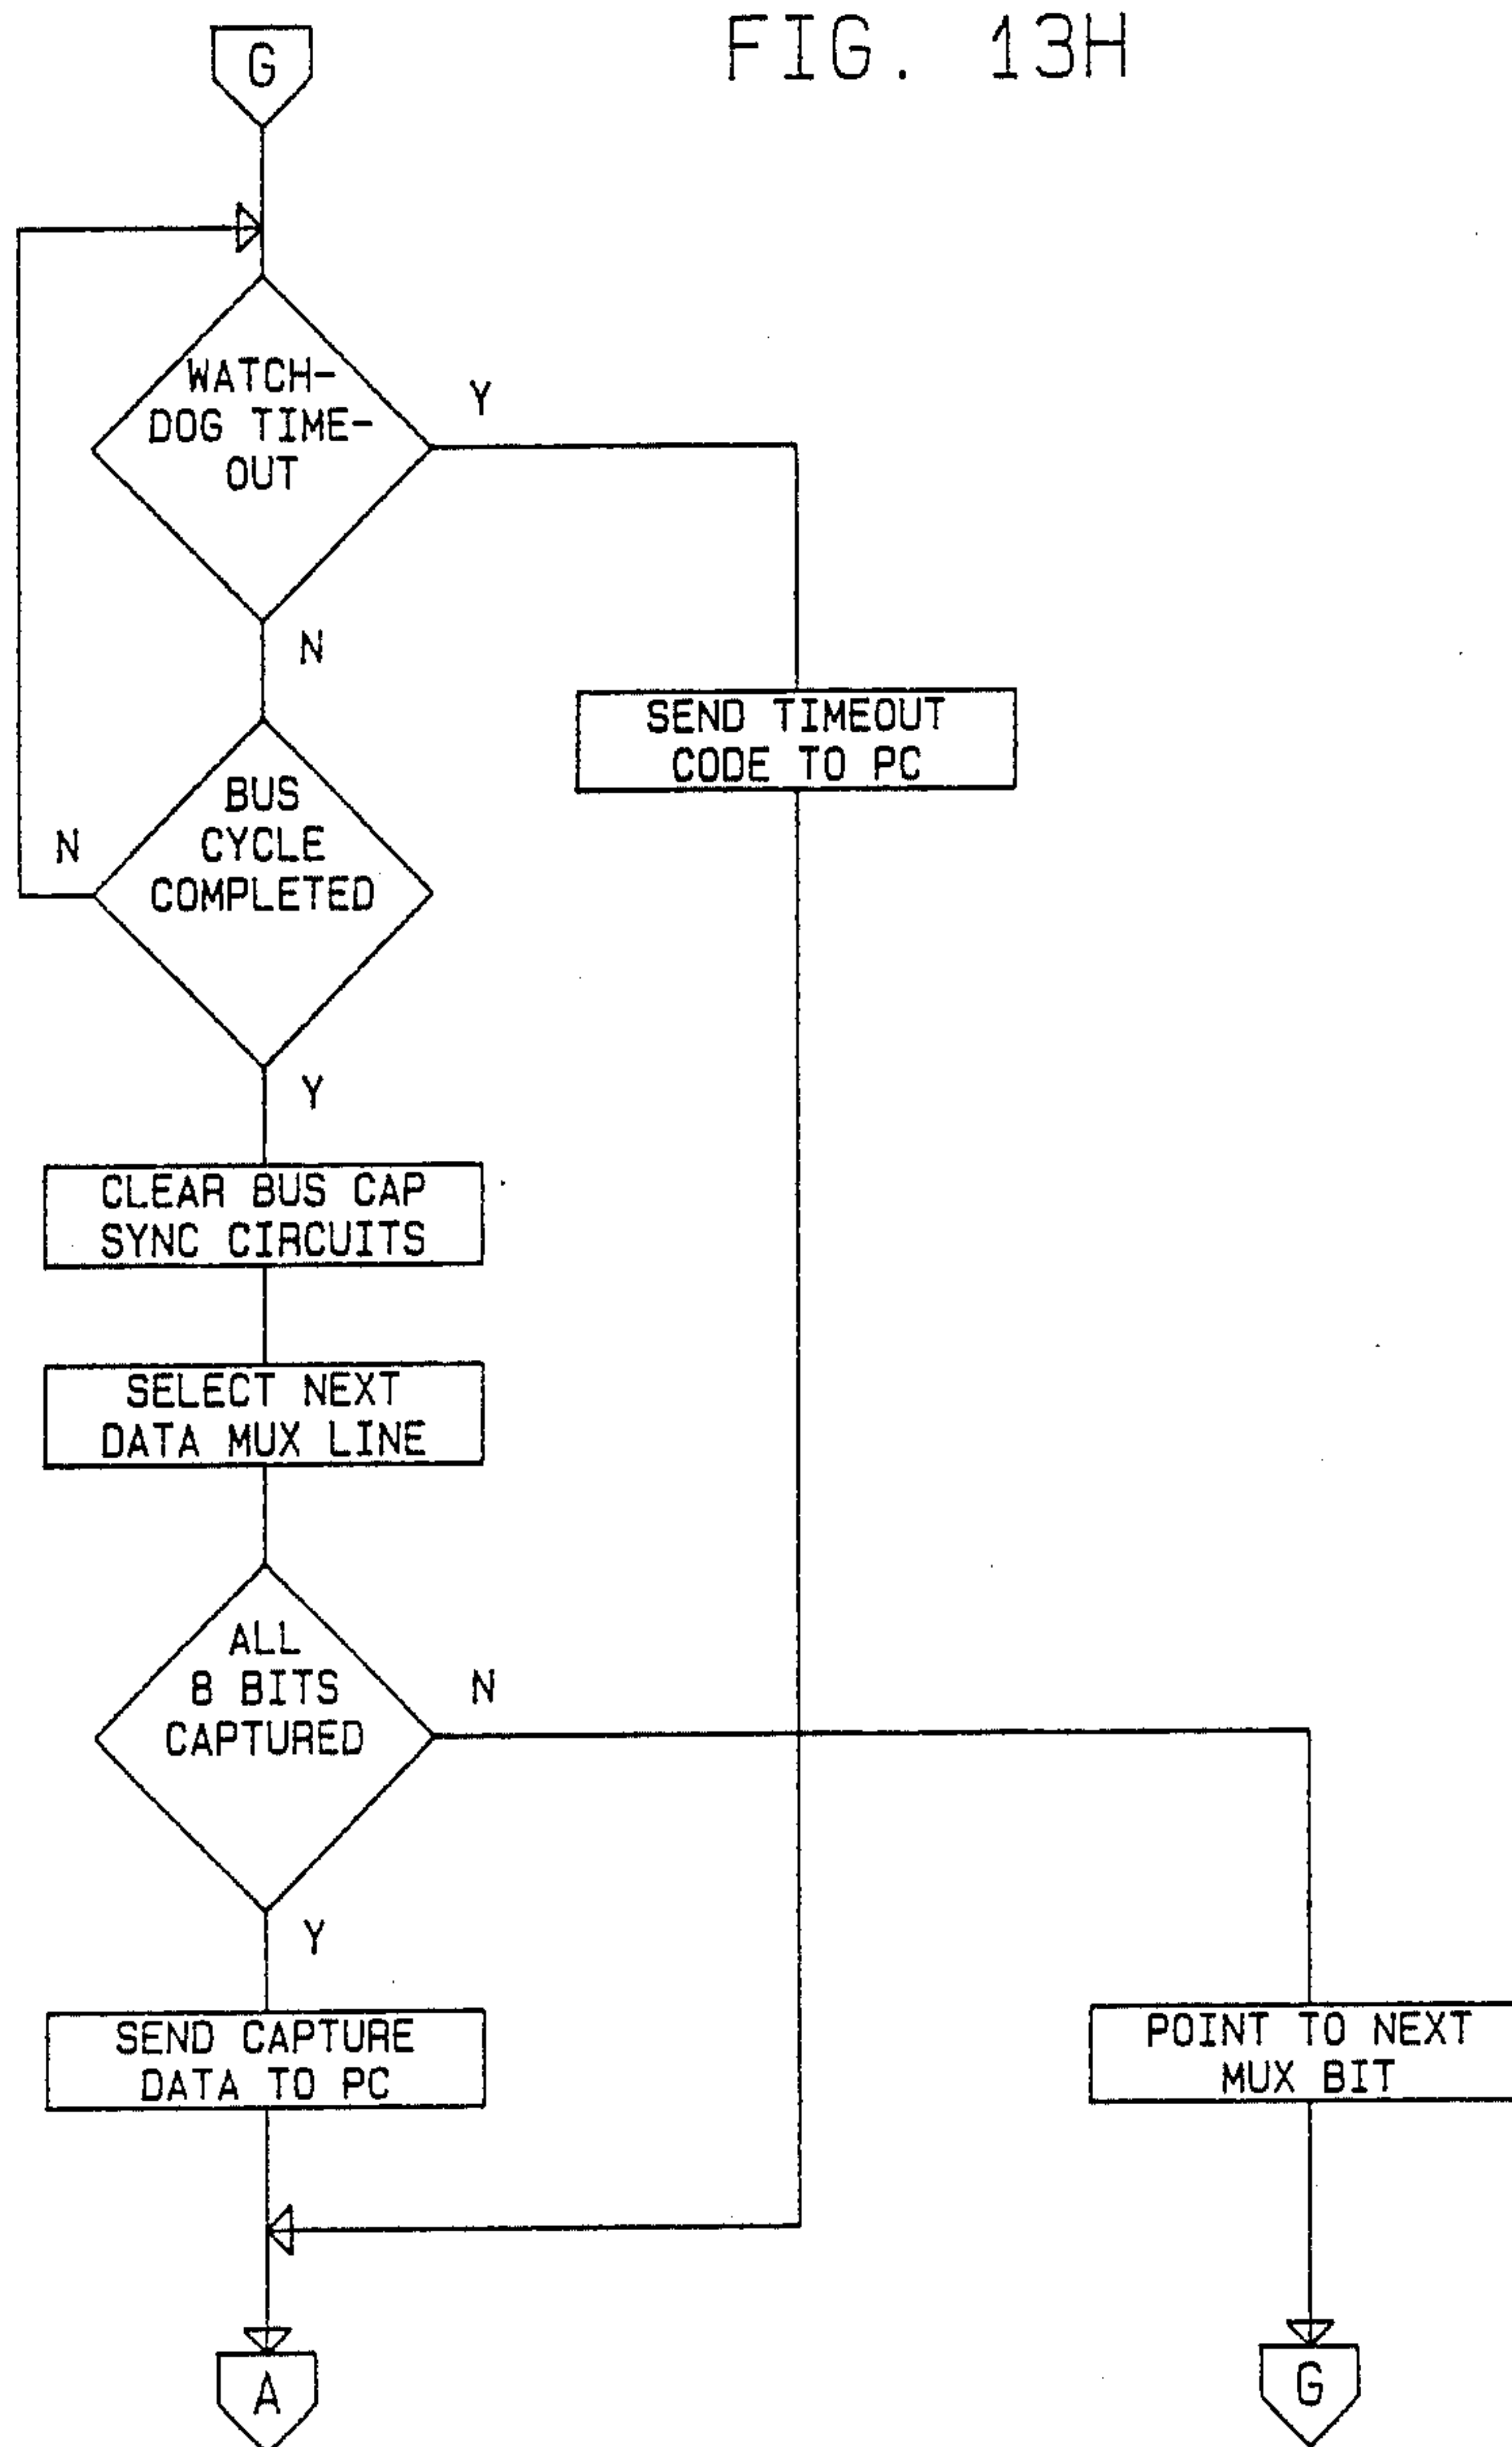 FIG. 13H
G
WATCH-
DOG TIME-
OUT
Y
N
SEND TIMEOUT
CODE TO PC
BUS
CYCLE
COMPLETED
N
Y
CLEAR BUS CAP
SYNC CIRCUITS
SELECT NEXT
DATA MUX LINE
ALL
8 BITS
CAPTURED
N
Y
SEND CAPTURE
DATA TO PC
POINT TO NEXT
MUX BIT
A
G